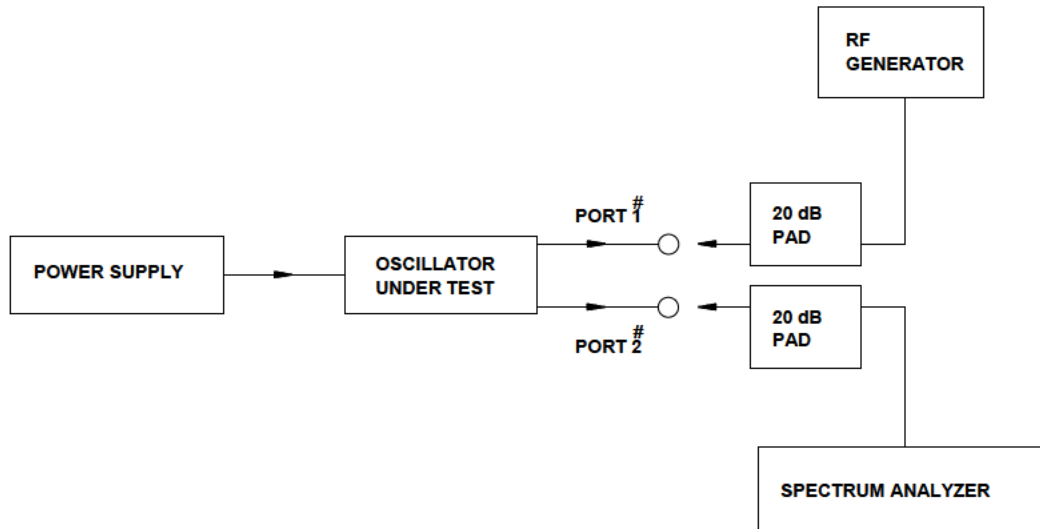 RF
GENERATOR
#
PORT 1
20 dB
PAD
POWER SUPPLY
OSCILLATOR
UNDER TEST
20 dB
PAD
#
PORT 2
SPECTRUM ANALYZER